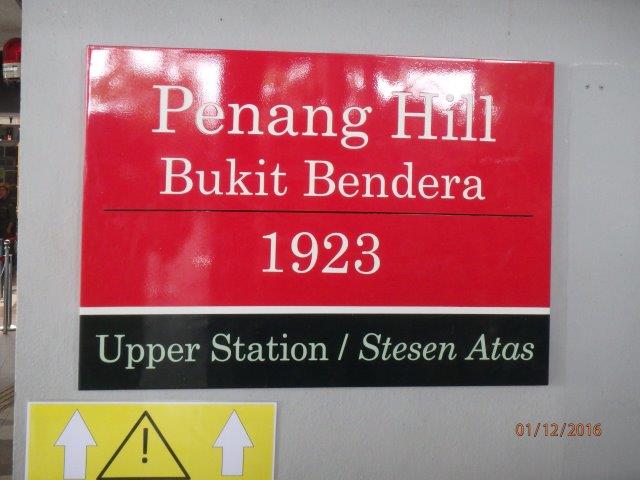 Penang Hill
Bukit Bendera
1923
Upper Station / Stesen Atas
!
01/12/2016